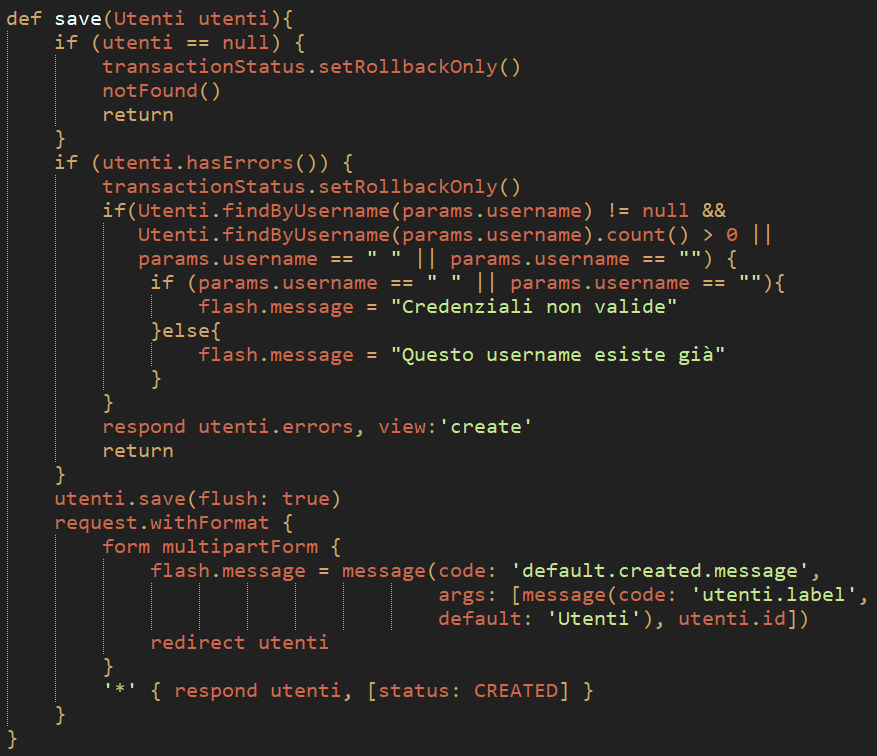 def save(Utenti utenti){
    if (utenti == null) {
        transactionStatus.setRollbackOnly()
        notFound()
        return
    }
    if (utenti.hasErrors()) {
        transactionStatus.setRollbackOnly()
        if(Utenti.findByUsername(params.username) != null &&
           Utenti.findByUsername(params.username).count() > 0 ||
           params.username == " " || params.username == "") {
            if (params.username == " " || params.username == ""){
                flash.message = "Credenziali non valide"
            }else{
                flash.message = "Questo username esiste già"
            }
        }
        respond utenti.errors, view:'create'
        return
    }
    utenti.save(flush: true)
    request.withFormat {
        form multipartForm {
            flash.message = message(code: 'default.created.message',
                                    args: [message(code: 'utenti.label',
                                    default: 'Utenti'), utenti.id])
            redirect utenti
        }
        '*' { respond utenti, [status: CREATED] }
    }
}